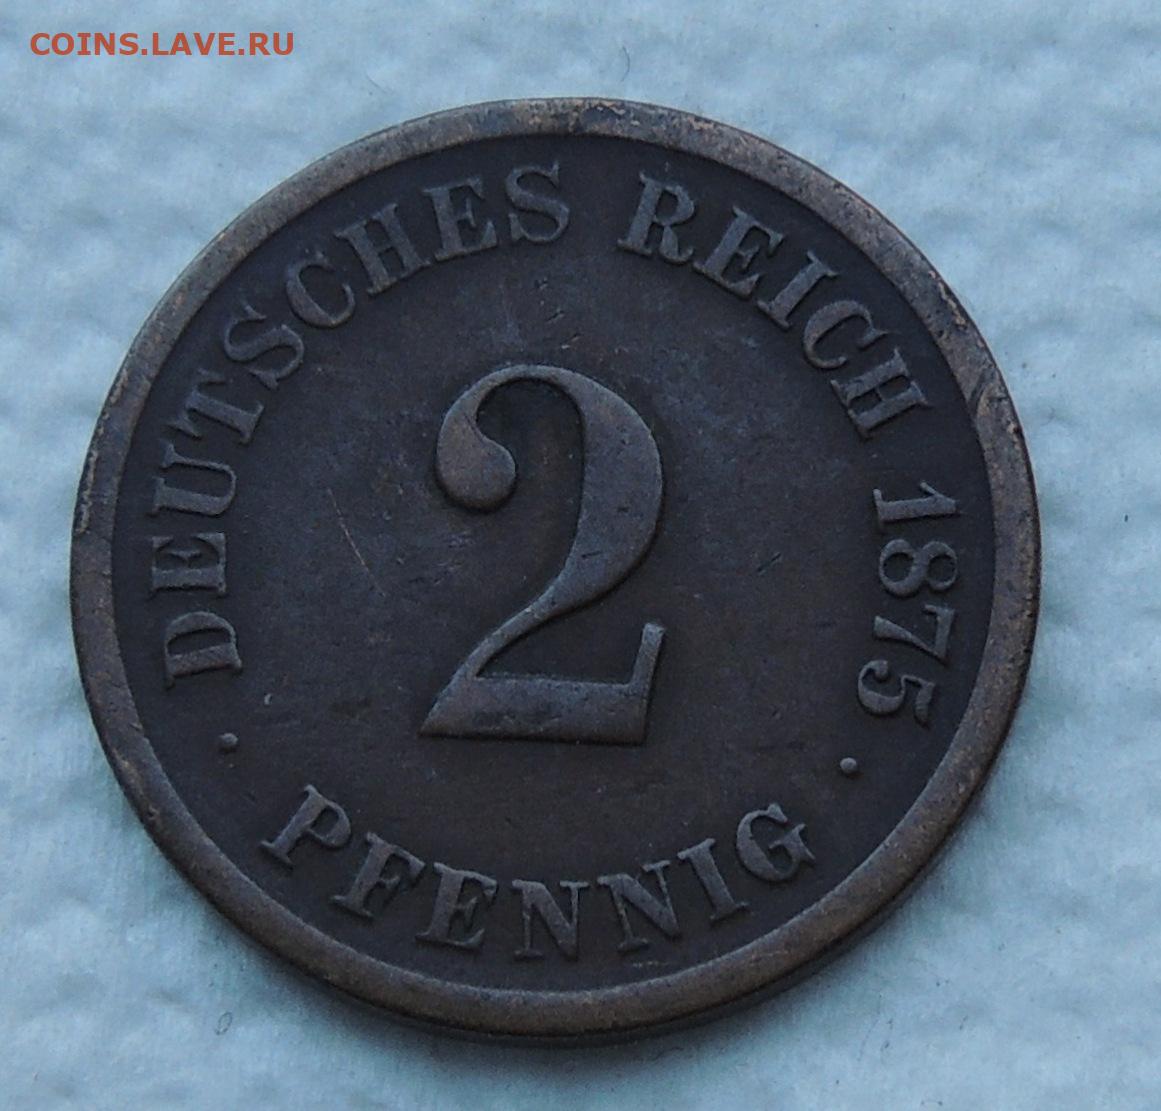 COINS.LAVE.RU
DEUTSCHES REICH 1875
2
PFENNIG